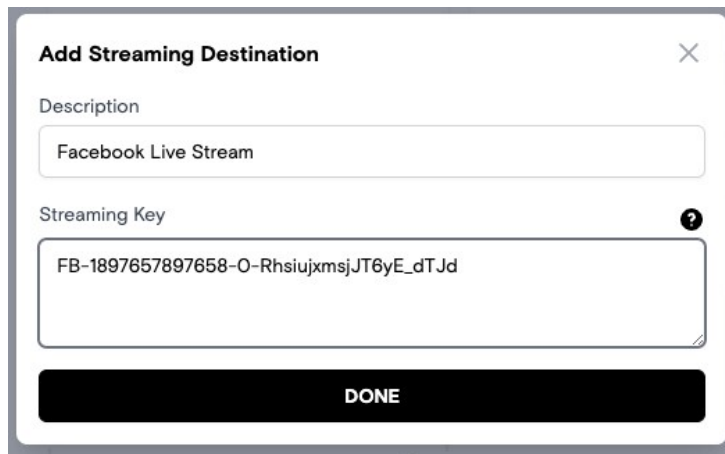 Add Streaming Destination
Description
Facebook Live Stream
Streaming Key
?
FB-1897657897658-0-RhsiujxmsjJT6yE_dTJd
DONE